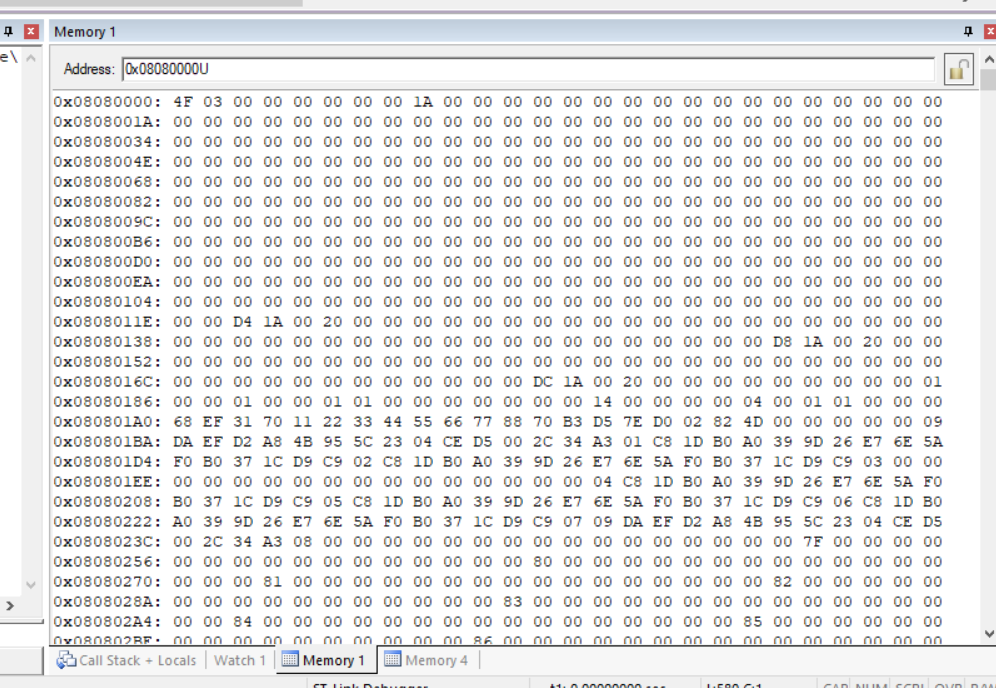 e\
Memory 1
Address: 0x08080000U
0x08080000: 4F 03 00 00 00 00 00 00 1A 00 00 00 00 00 00 00 00 00 00 00 00 00 00 00 00 00
0x0808001A: 00 00 00 00 00 00 00 00 00 00 00 00 00 00 00 00 00 00 00 00 00 00 00 00 00 00
0x08080034: 00 00 00 00 00 00 00 00 00 00 00 00 00 00 00 00 00 00 00 00 00 00 00 00 00 00
0x0808004E: 00 00 00 00 00 00 00 00 00 00 00 00 00 00 00 00 00 00 00 00 00 00 00 00 00 00
0x08080068: 00 00 00 00 00 00 00 00 00 00 00 00 00 00 00 00 00 00 00 00 00 00 00 00 00 00
0x08080082: 00 00 00 00 00 00 00 00 00 00 00 00 00 00 00 00 00 00 00 00 00 00 00 00 00 00
0x0808009C: 00 00 00 00 00 00 00 00 00 00 00 00 00 00 00 00 00 00 00 00 00 00 00 00 00 00
0x080800B6: 00 00 00 00 00 00 00 00 00 00 00 00 00 00 00 00 00 00 00 00 00 00 00 00 00 00
0x080800D0: 00 00 00 00 00 00 00 00 00 00 00 00 00 00 00 00 00 00 00 00 00 00 00 00 00 00
0x080800EA: 00 00 00 00 00 00 00 00 00 00 00 00 00 00 00 00 00 00 00 00 00 00 00 00 00 00
0x08080104: 00 00 00 00 00 00 00 00 00 00 00 00 00 00 00 00 00 00 00 00 00 00 00 00 00 00
0x0808011E: 00 00 D4 1A 00 20 00 00 00 00 00 00 00 00 00 00 00 00 00 00 00 00 00 00 00 00
0x08080138: 00 00 00 00 00 00 00 00 00 00 00 00 00 00 00 00 00 00 00 00 D8 1A 00 20 00 00
0x08080152: 00 00 00 00 00 00 00 00 00 00 00 00 00 00 00 00 00 00 00 00 00 00 00 00 00 00
0x0808016C: 00 00 00 00 00 00 00 00 00 00 00 00 DC 1A 00 20 00 00 00 00 00 00 00 00 00 01
0x08080186: 00 00 01 00 00 01 01 00 00 00 00 00 00 00 14 00 00 00 00 04 00 01 01 00 00 00
0x080801A0: 68 EF 31 70 11 22 33 44 55 66 77 88 70 B3 D5 7E D0 02 82 4D 00 00 00 00 00 09
0x080801BA: DA EF D2 A8 4B 95 5C 23 04 CE D5 00 2C 34 A3 01 C8 1D B0 A0 39 9D 26 E7 6E 5A
0x080801D4: F0 B0 37 1C D9 C9 02 C8 1D B0 A0 39 9D 26 E7 6E 5A F0 B0 37 1C D9 C9 03 00 00
0x080801EE: 00 00 00 00 00 00 00 00 00 00 00 00 00 04 C8 1D B0 A0 39 9D 26 E7 6E 5A F0
0x08080208: B0 37 1C D9 C9 05 C8 1D B0 A0 39 9D 26 E7 6E 5A F0 B0 37 1C D9 C9 06 C8 1D B0
0x08080222: A0 39 9D 26 E7 6E 5A F0 B0 37 1C D9 C9 07 09 DA EF D2 A8 4B 95 5C 23 04 CE D5
0x0808023C: 00 2C 34 A3 08 00 00 00 00 00 00 00 00 00 00 00 00 00 00 00 00 7F 00 00 00 00
0x08080256: 00 00 00 00 00 00 00 00 00 00 00 00 80 00 00 00 00 00 00 00 00 00 00 00 00 00
0x08080270: 00 00 00 81 00 00 00 00 00 00 00 00 00 00 00 00 00 00 00 00 82 00 00 00 00 00
0x0808028A: 00 00 00 00 00 00 00 00 00 00 00 83 00 00 00 00 00 00 00 00 00 00 00 00 00 00
0x080802A4: 00 00 84 00 00 00 00 00 00 00 00 00 00 00 00 00 00 00 00 85 00 00 00 00 00 00
0x080802BE: 00 00 00 00 00 00 00 00 00 00 86 00 00 00 00 00 00 00 00 00 00 00 00 00 00 00
Call Stack + Locals Watch 1 Memory 1 Memory 4
ST-Link Debugger t1: 0.00000000 sec L:580 C:1 CAP NUM SCRL OVR R/W